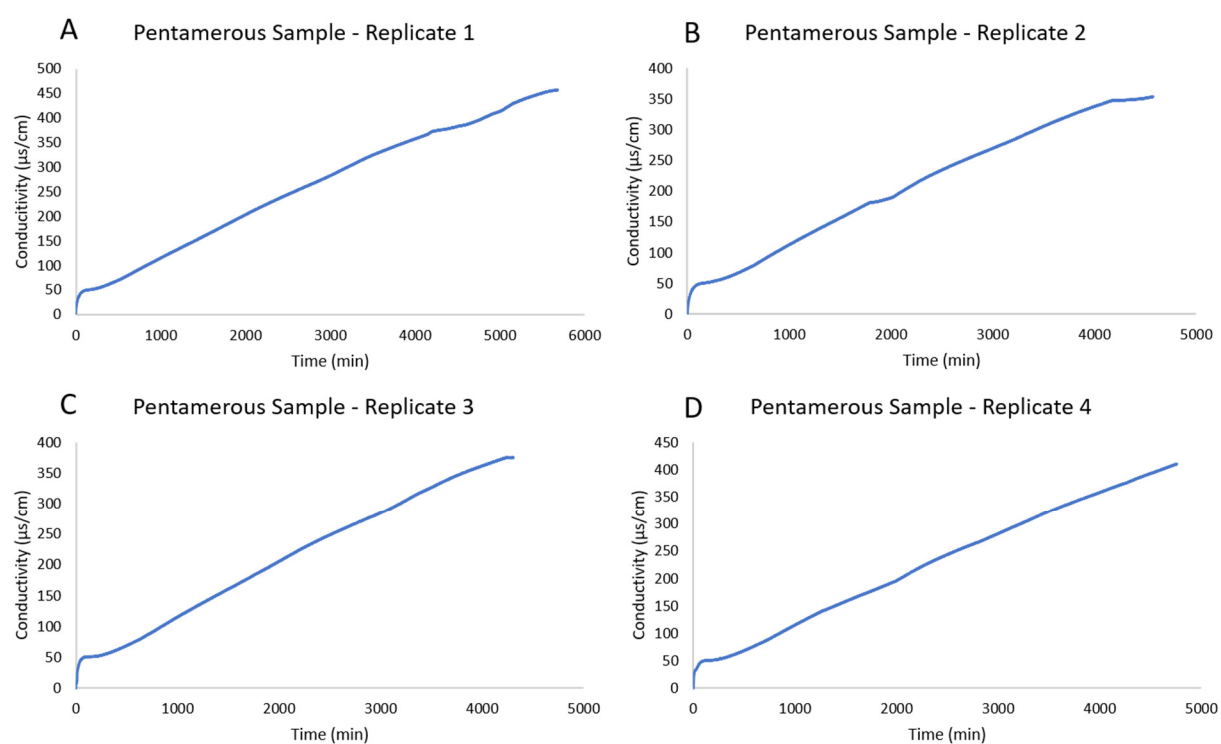 A Pentamerous Sample - Replicate 1
500
450
400
350
300
250
200
150
100
50
0
Conducitivity (µs/cm)
0 1000 2000 3000 4000 5000 6000
Time (min)
B Pentamerous Sample - Replicate 2
400
350
300
250
200
150
100
50
0
Conductivity (µs/cm)
0 1000 2000 3000 4000 5000
Time (min)
C Pentamerous Sample - Replicate 3
400
350
300
250
200
150
100
50
0
Conductivity (µs/cm)
0 1000 2000 3000 4000 5000
Time (min)
D Pentamerous Sample - Replicate 4
450
400
350
300
250
200
150
100
50
0
Conductivity (µs/cm)
0 1000 2000 3000 4000 5000
Time (min)